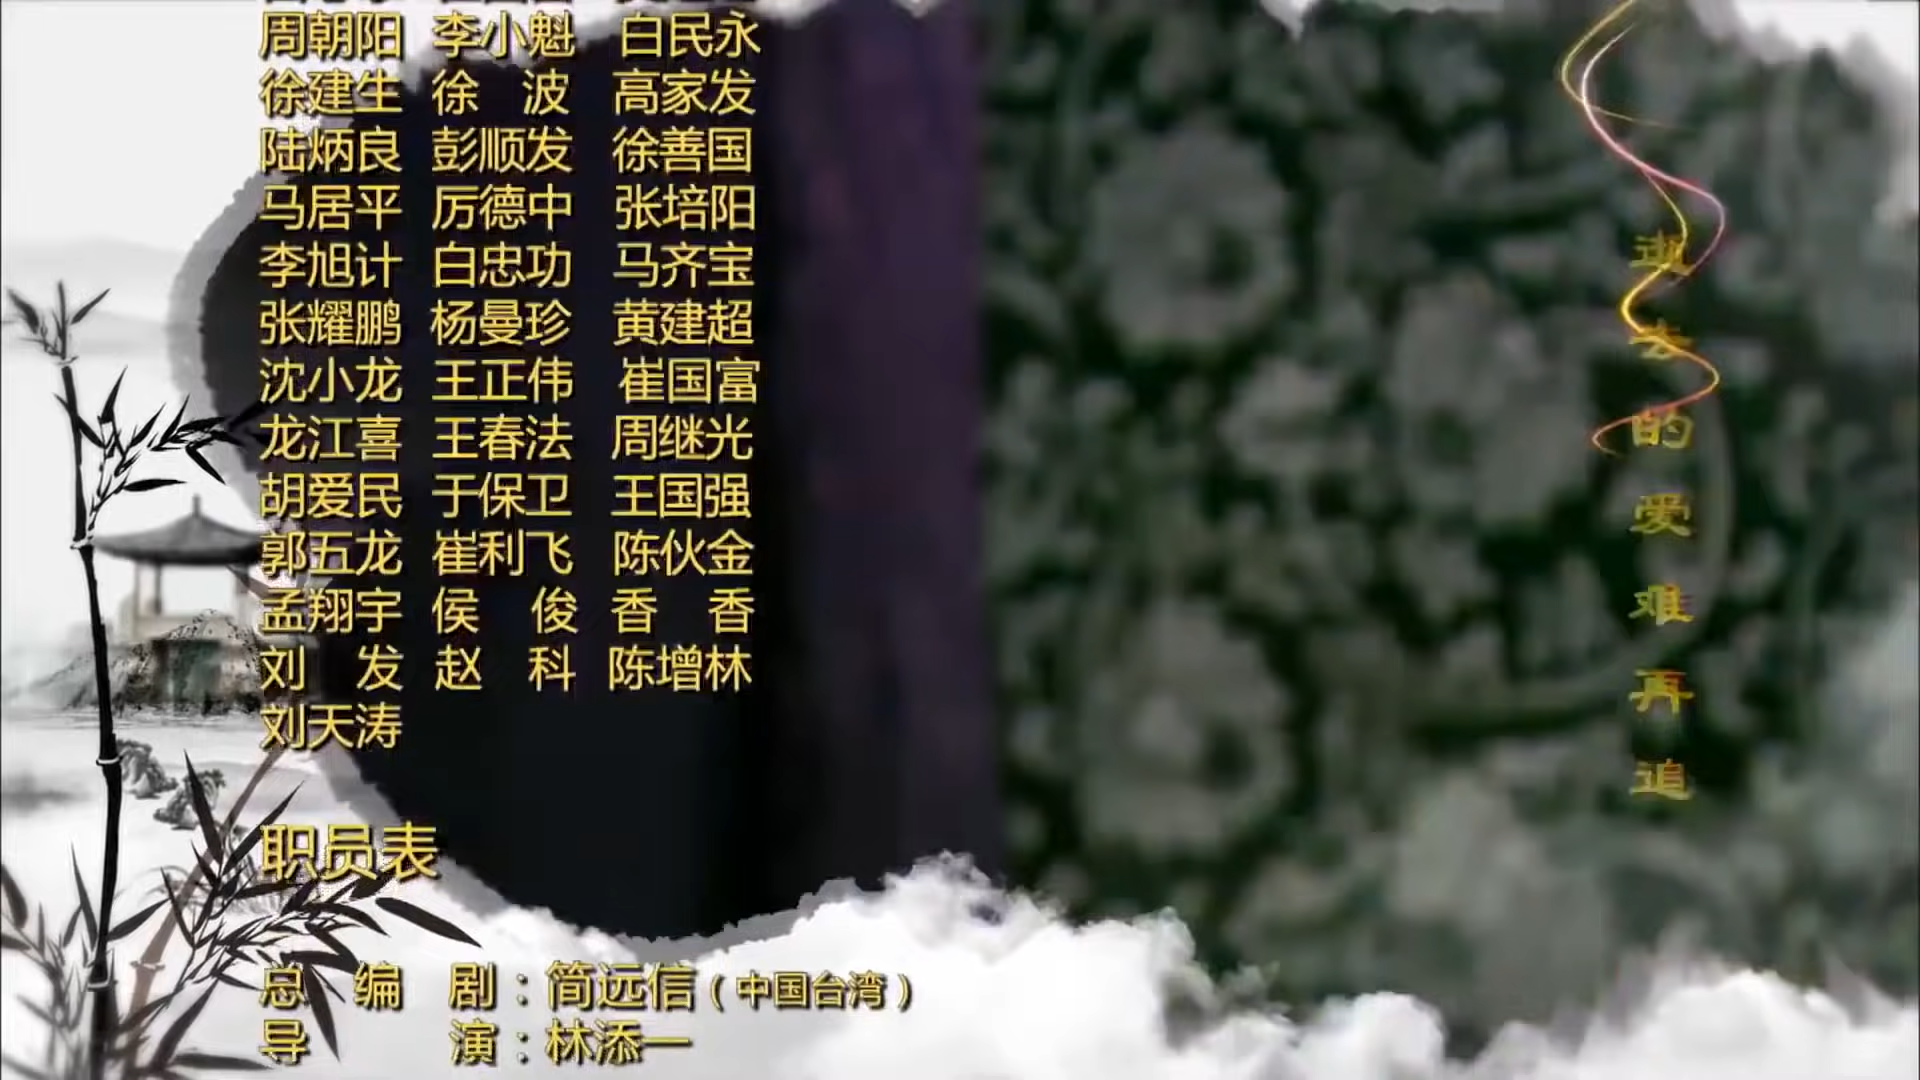 周朝阳 李小魁 白民永
徐建生 徐 波 高家发
陆炳良 彭顺发 徐善国
马居平 厉德中 张培阳
李旭计 白忠功 马齐宝
张耀鹏 杨曼珍 黄建超
沈小龙 王正伟 崔国富
龙江喜 王春法 周继光
胡爱民 于保卫 王国强
郭五龙 崔利飞 陈伙金
孟翔宇 侯 俊 香 香
刘 发 赵 科 陈增林
刘天涛
职员表
总 编 剧：简远信（中国台湾）
导 演：林添一
逝去的爱难再追